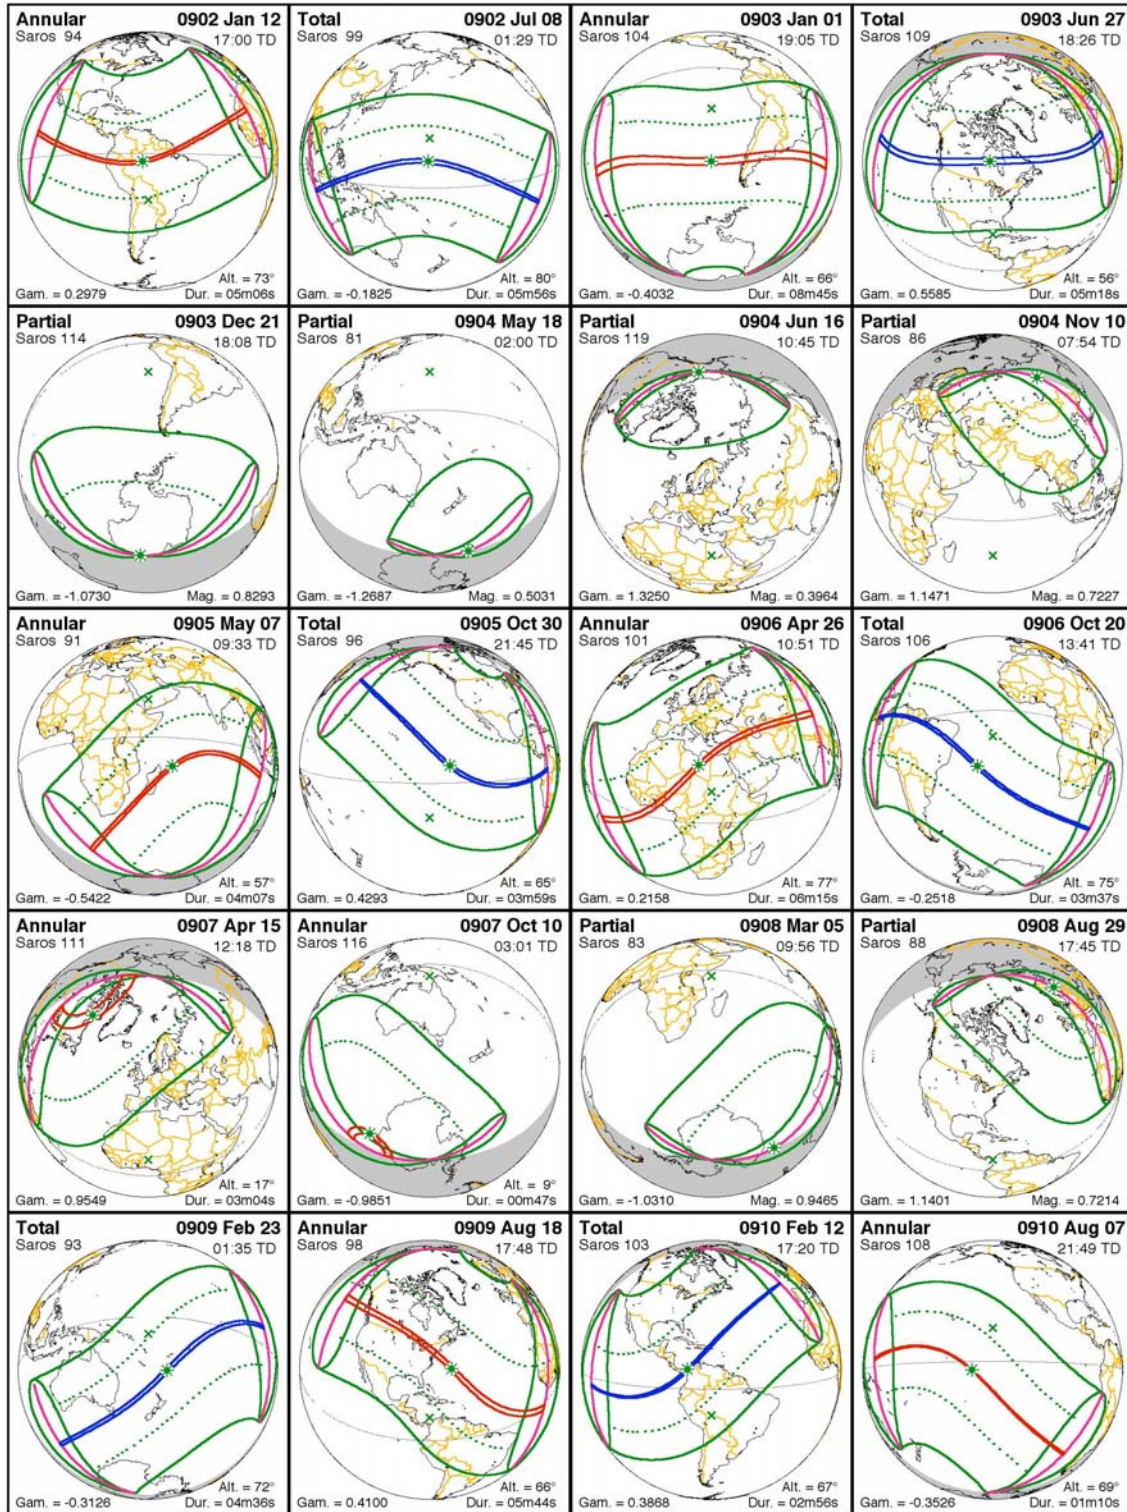 Annular 0902 Jan 12
Saros 94 17:00 TD
Alt. = 73°
Gam. = 0.2979 Dur. = 05m06s
Total 0902 Jul 08
Saros 99 01:29 TD
Alt. = 80°
Gam. = -0.1825 Dur. = 05m56s
Annular 0903 Jan 01
Saros 104 19:05 TD
Alt. = 66°
Gam. = -0.4032 Dur. = 08m45s
Total 0903 Jun 27
Saros 109 18:26 TD
Alt. = 56°
Gam. = 0.5585 Dur. = 05m18s
Partial 0903 Dec 21
Saros 114 18:08 TD
Gam. = -1.0730 Mag. = 0.8293
Partial 0904 May 18
Saros 81 02:00 TD
Gam. = -1.2687 Mag. = 0.5031
Partial 0904 Jun 16
Saros 119 10:45 TD
Gam. = 1.3250 Mag. = 0.3964
Partial 0904 Nov 10
Saros 86 07:54 TD
Gam. = 1.1471 Mag. = 0.7227
Annular 0905 May 07
Saros 91 09:33 TD
Alt. = 57°
Gam. = -0.5422 Dur. = 04m07s
Total 0905 Oct 30
Saros 96 21:45 TD
Alt. = 65°
Gam. = 0.4293 Dur. = 03m59s
Annular 0906 Apr 26
Saros 101 10:51 TD
Alt. = 77°
Gam. = 0.2158 Dur. = 06m15s
Total 0906 Oct 20
Saros 106 13:41 TD
Alt. = 75°
Gam. = -0.2518 Dur. = 03m37s
Annular 0907 Apr 15
Saros 111 12:18 TD
Alt. = 17°
Gam. = 0.9549 Dur. = 03m04s
Annular 0907 Oct 10
Saros 116 03:01 TD
Alt. = 9°
Gam. = -0.9851 Dur. = 00m47s
Partial 0908 Mar 05
Saros 83 09:56 TD
Gam. = -1.0310 Mag. = 0.9465
Partial 0908 Aug 29
Saros 88 17:45 TD
Gam. = 1.1401 Mag. = 0.7214
Total 0909 Feb 23
Saros 93 01:35 TD
Alt. = 72°
Gam. = -0.3126 Dur. = 04m36s
Annular 0909 Aug 18
Saros 98 17:48 TD
Alt. = 66°
Gam. = 0.4100 Dur. = 05m44s
Total 0910 Feb 12
Saros 103 17:20 TD
Alt. = 67°
Gam. = 0.3868 Dur. = 02m56s
Annular 0910 Aug 07
Saros 108 21:49 TD
Alt. = 69°
Gam. = -0.3526 Dur. = 01m10s